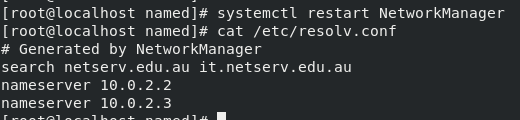 [root@localhost named]# systemctl restart NetworkManager
[root@localhost named]# cat /etc/resolv.conf
# Generated by NetworkManager
search netserv.edu.au it.netserv.edu.au
nameserver 10.0.2.2
nameserver 10.0.2.3
[root@localhost named]#